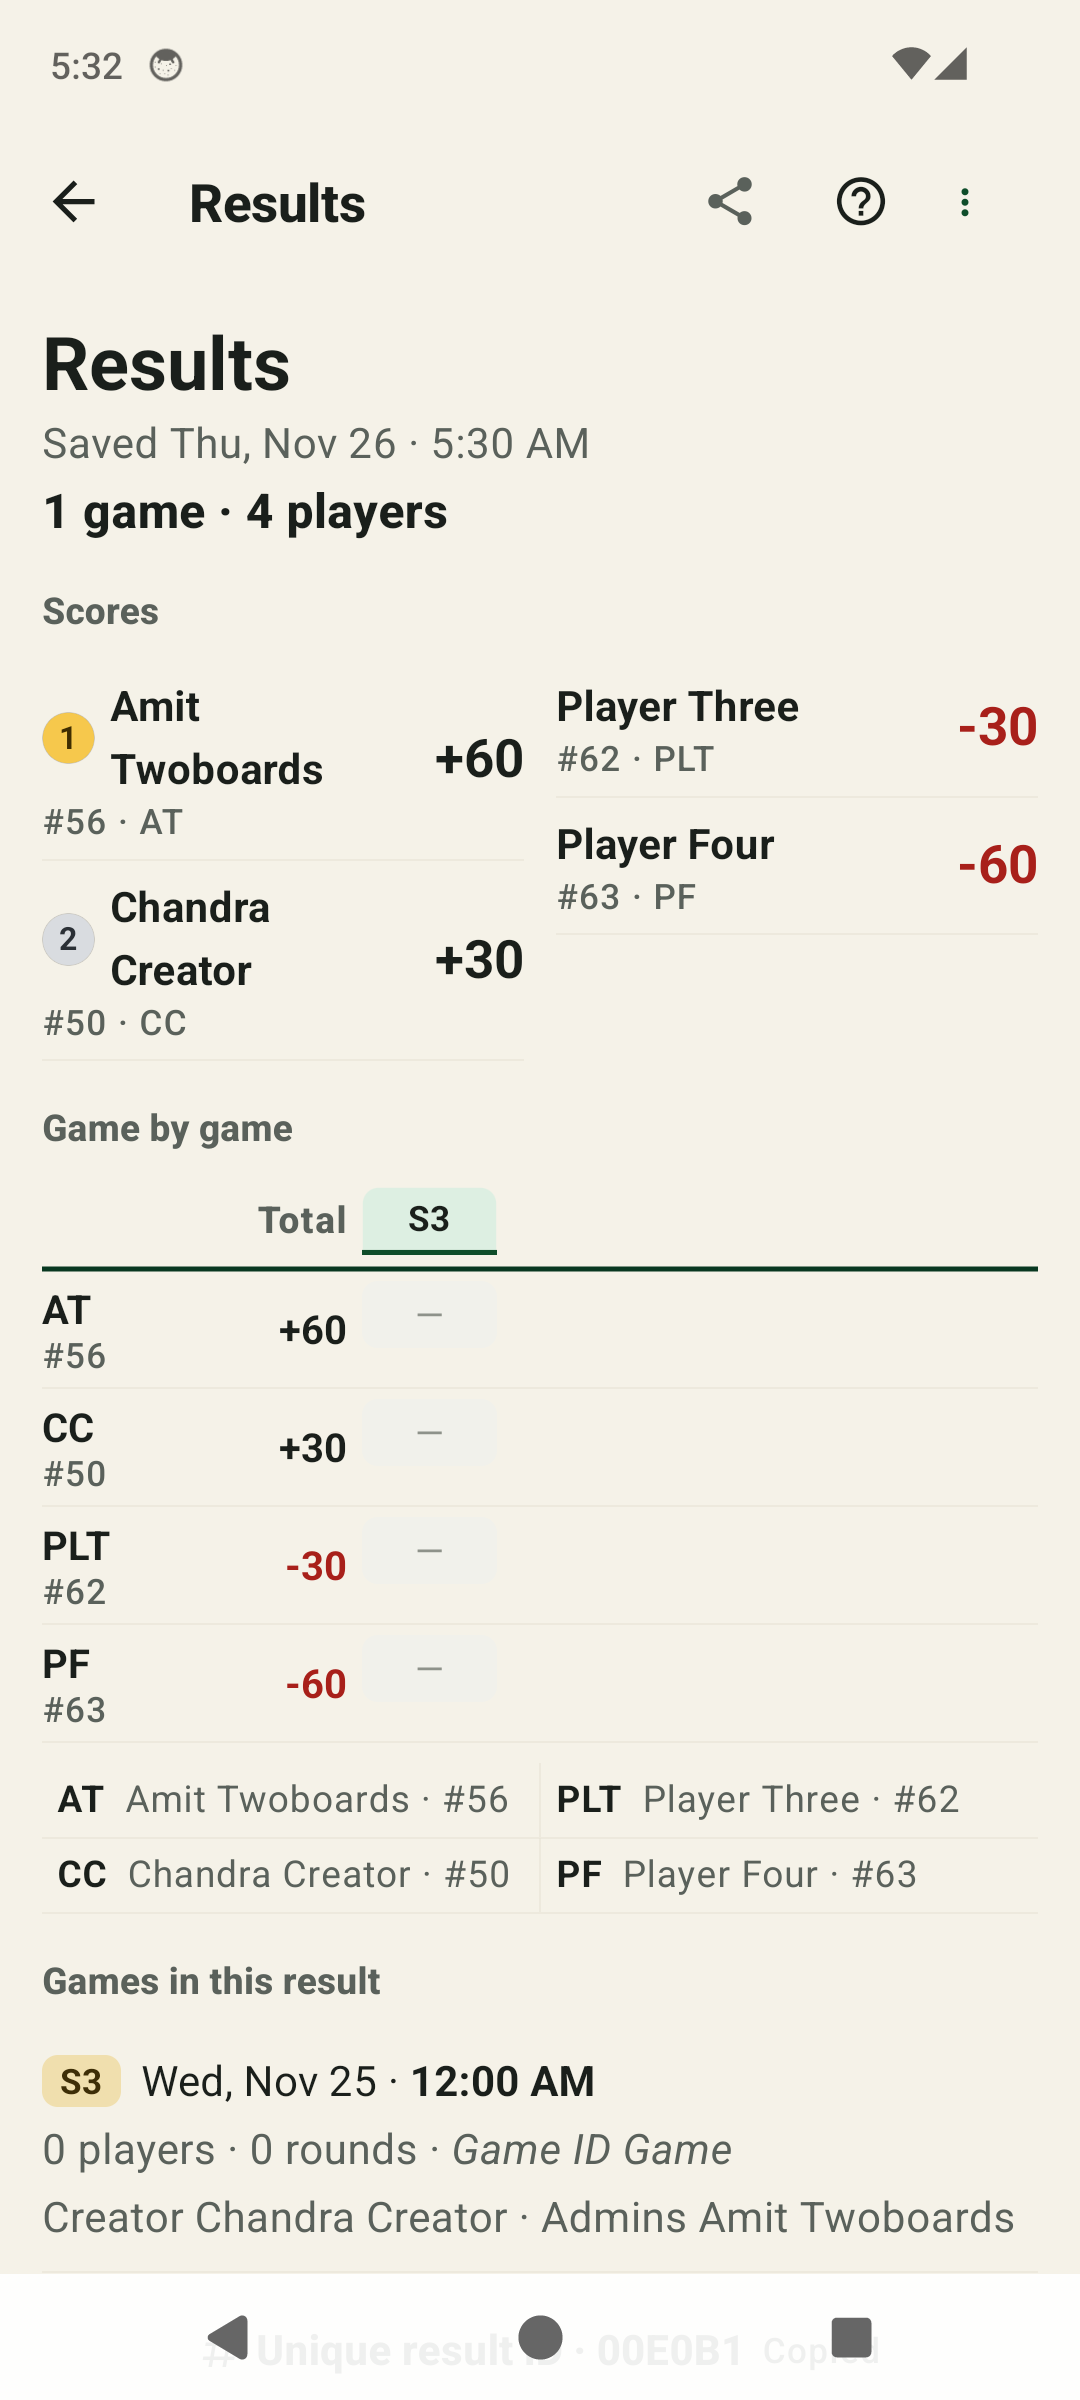 5:32
Results
Results
Saved Thu, Nov 26 · 5:30 AM
1 game · 4 players
Scores
1 Amit Twoboards +60
#56 · AT
2 Chandra Creator +30
#50 · CC
Player Three -30
#62 · PLT
Player Four -60
#63 · PF
Game by game
Total S3
AT +60 —
#56
CC +30 —
#50
PLT -30 —
#62
PF -60 —
#63
AT Amit Twoboards · #56
PLT Player Three · #62
CC Chandra Creator · #50
PF Player Four · #63
Games in this result
S3 Wed, Nov 25 · 12:00 AM
0 players · 0 rounds · Game ID Game
Creator Chandra Creator · Admins Amit Twoboards
# Unique result ID · 00E0B1 Copied